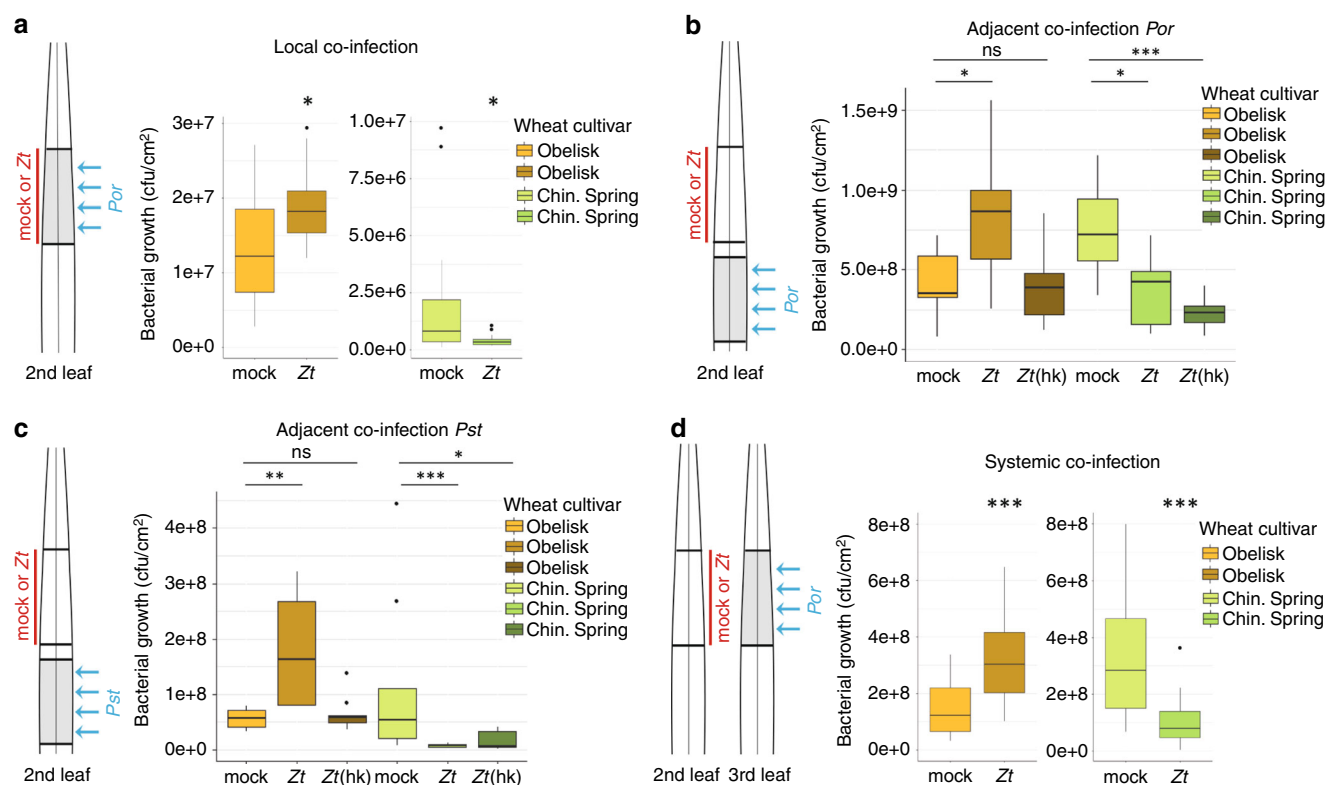 a
Local co-infection
mock or Zt
Por
2nd leaf
Bacterial growth (cfu/cm²)
3e+7
2e+7
1e+7
0e+0
*
mock
Zt
1.0e+6
7.5e+6
5.0e+6
2.5e+6
0.0e+0
*
mock
Zt
Wheat cultivar
Obelisk
Obelisk
Chin. Spring
Chin. Spring
b
Adjacent co-infection Por
mock or Zt
Por
2nd leaf
Bacterial growth (cfu/cm²)
1.5e+9
1.0e+9
5.0e+8
0.0e+9
ns
*
***
*
mock
Zt
Zt(hk)
mock
Zt
Zt(hk)
Wheat cultivar
Obelisk
Obelisk
Obelisk
Chin. Spring
Chin. Spring
Chin. Spring
c
Adjacent co-infection Pst
mock or Zt
Pst
2nd leaf
Bacterial growth (cfu/cm²)
4e+8
3e+8
2e+8
1e+8
0e+0
ns
**
*
***
mock
Zt
Zt(hk)
mock
Zt
Zt(hk)
Wheat cultivar
Obelisk
Obelisk
Obelisk
Chin. Spring
Chin. Spring
Chin. Spring
d
Systemic co-infection
mock or Zt
Por
2nd leaf
3rd leaf
Bacterial growth (cfu/cm²)
8e+8
6e+8
4e+8
2e+8
0e+0
***
mock
Zt
8e+8
6e+8
4e+8
2e+8
0e+0
***
mock
Zt
Wheat cultivar
Obelisk
Obelisk
Chin. Spring
Chin. Spring